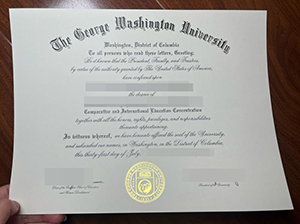 The George Washington University
Washington, District of Columbia
To all persons who read these letters, Greeting:
Be it known that the President, Faculty, and Trustees,
by virtue of the authority granted by The United States of America,
have conferred upon
the degree of
Comparative and International Education Concentration
together with all the honors, rights, privileges, and responsibilities
thereunto appertaining.
In witness whereof, we have hereunto affixed the seal of the University,
and subscribed our names, in Washington, in the District of Columbia,
this thirty-first day of July,